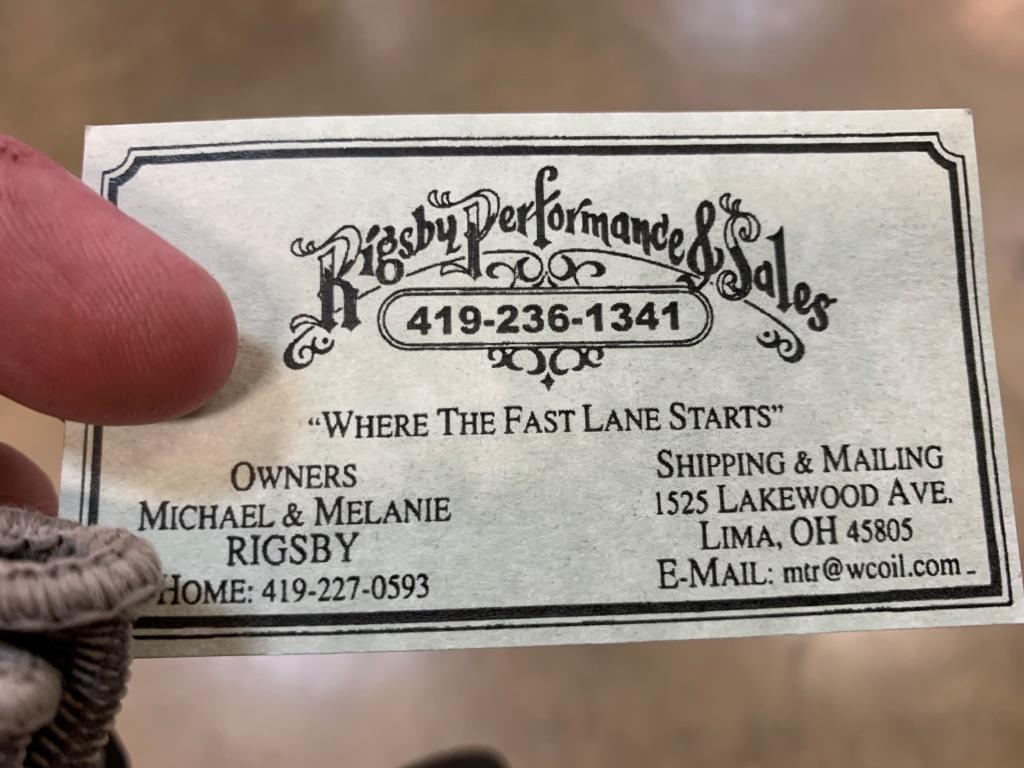 Rigsby Performance & Sales
419-236-1341
"WHERE THE FAST LANE STARTS"
OWNERS
MICHAEL & MELANIE
RIGSBY
HOME: 419-227-0593
SHIPPING & MAILING
1525 LAKEWOOD AVE.
LIMA, OH 45805
E-MAIL: mtr@wcoil.com